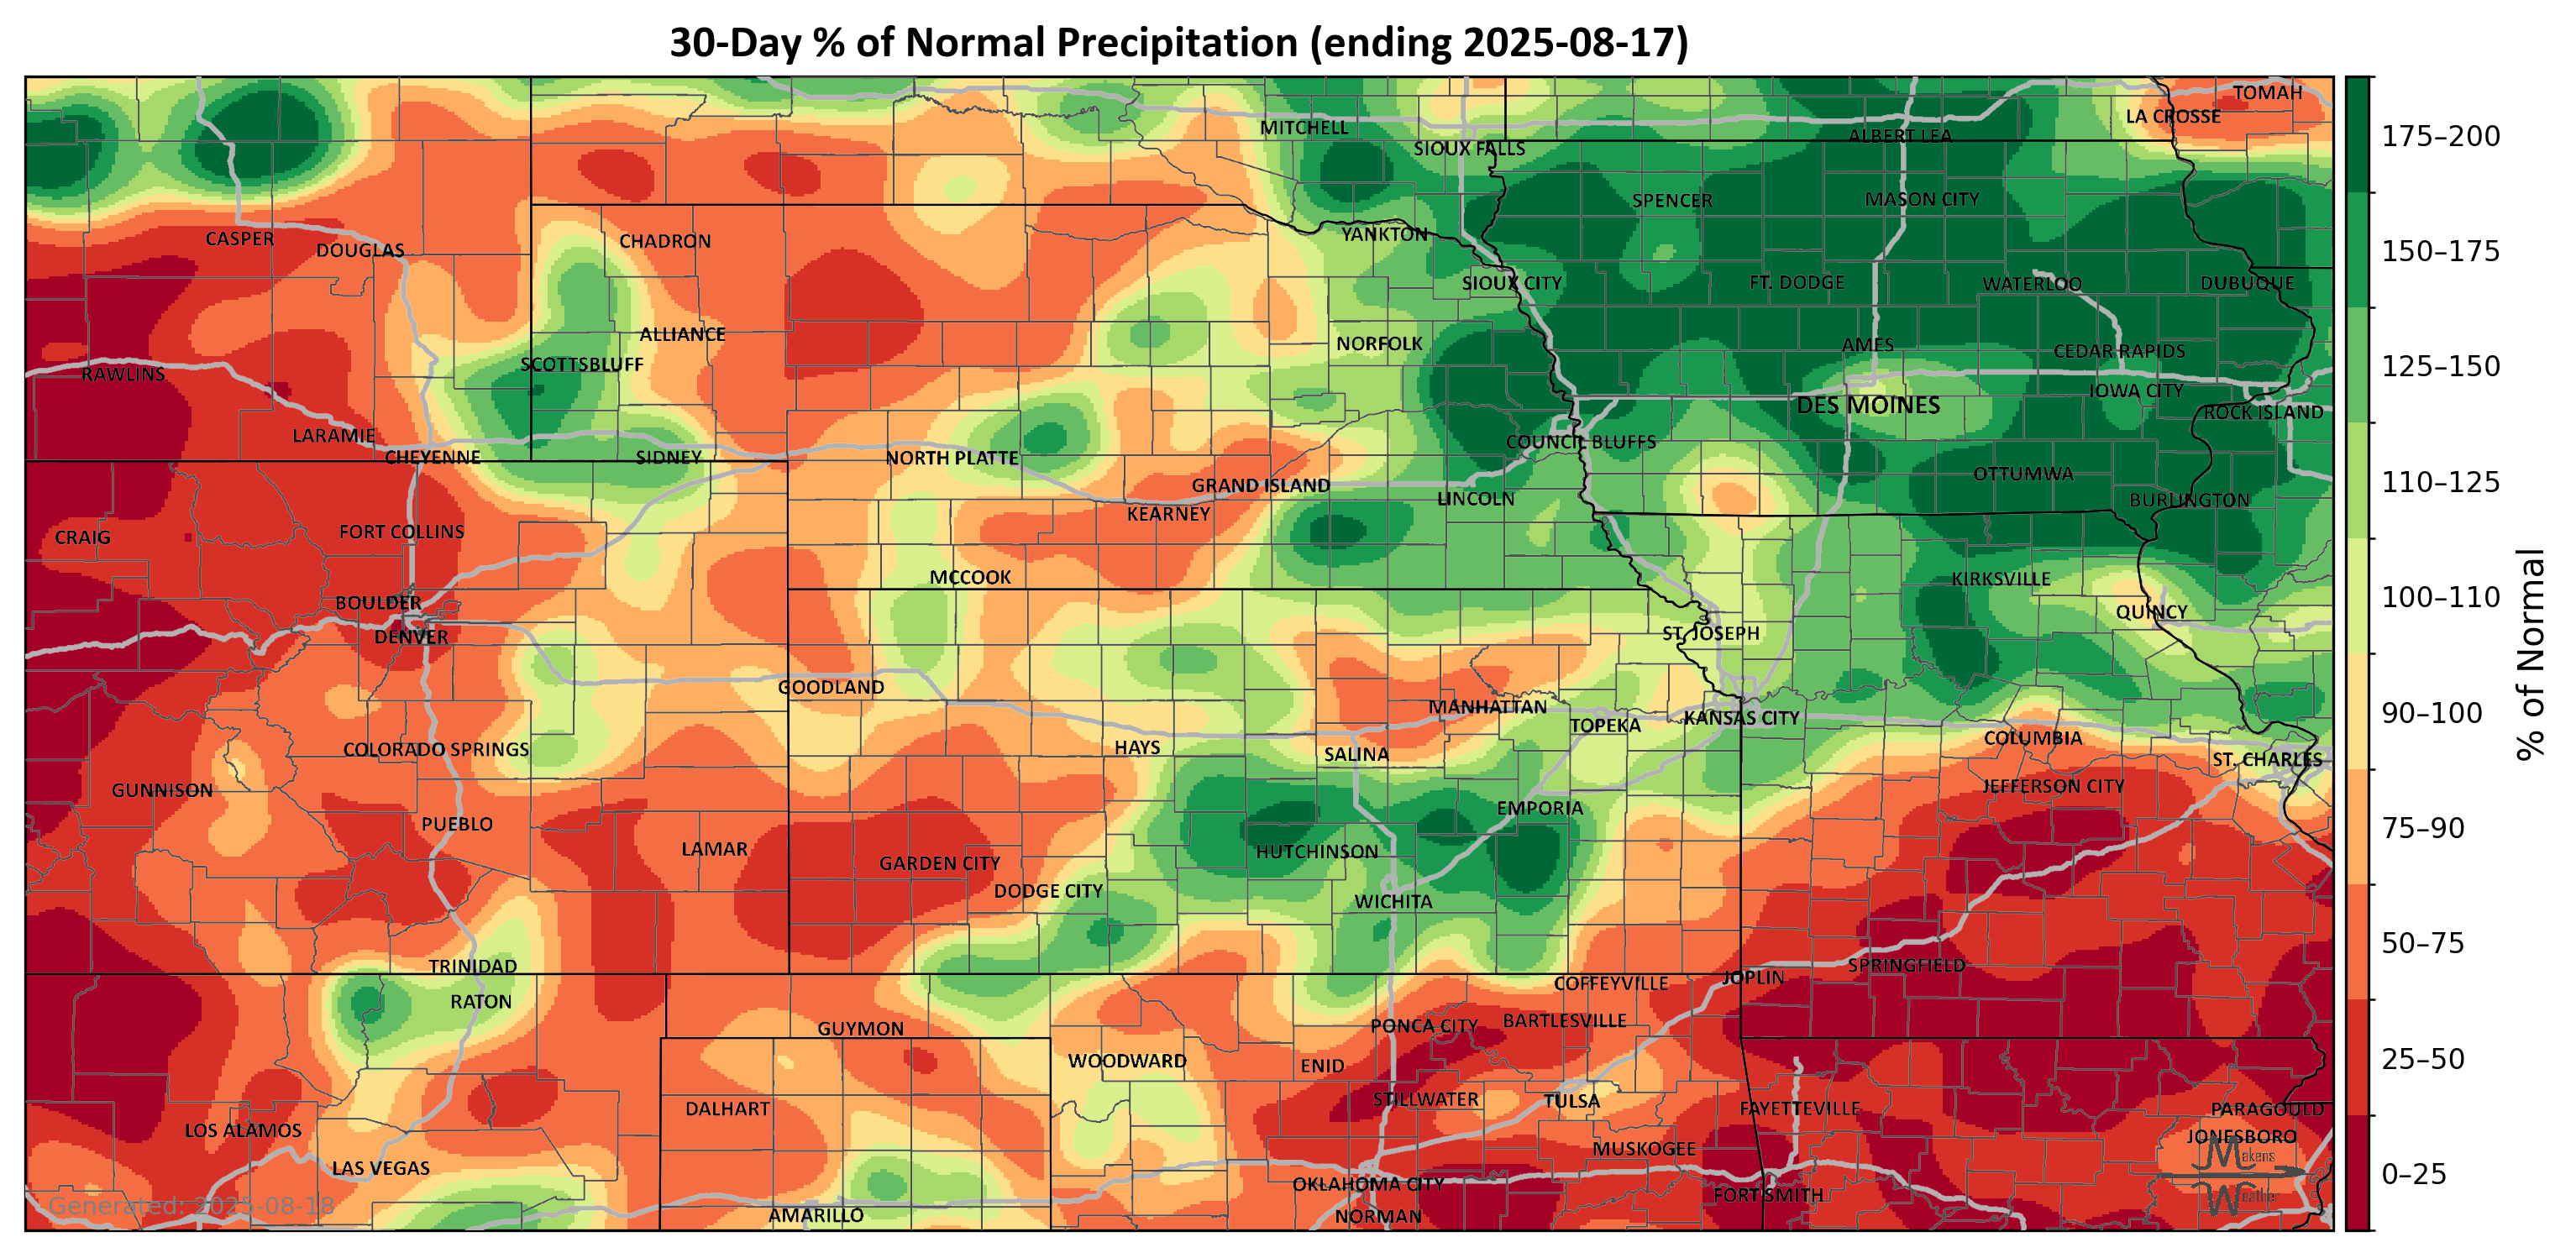 30-Day % of Normal Precipitation (ending 2025-08-17)
TOMAH
LA CROSSE
MITCHELL
ALBERT LEA
SIOUX FALLS
SPENCER
MASON CITY
YANKTON
CASPER
CHADRON
DOUGLAS
SIOUX CITY
FT. DODGE
WATERLOO
DUBUQUE
ALLIANCE
NORFOLK
AMES
CEDAR RAPIDS
SCOTTSBLUFF
RAWLINS
IOWA CITY
DES MOINES
ROCK ISLAND
LARAMIE
COUNCIL BLUFFS
CHEYENNE
SIDNEY
NORTH PLATTE
OTTUMWA
GRAND ISLAND
LINCOLN
BURLINGTON
KEARNEY
FORT COLLINS
CRAIG
MCCOOK
KIRKSVILLE
BOULDER
QUINCY
DENVER
ST. JOSEPH
GOODLAND
MANHATTAN
KANSAS CITY
TOPEKA
COLUMBIA
COLORADO SPRINGS
HAYS
SALINA
ST. CHARLES
GUNNISON
JEFFERSON CITY
EMPORIA
PUEBLO
LAMAR
HUTCHINSON
GARDEN CITY
DODGE CITY
WICHITA
TRINIDAD
SPRINGFIELD
JOPLIN
COFFEYVILLE
RATON
GUYMON
PONCA CITY
BARTLESVILLE
WOODWARD
ENID
STILLWATER
TULSA
DALHART
FAYETTEVILLE
PARAGOULD
LOS ALAMOS
JONESBORO
MUSKOGEE
LAS VEGAS
OKLAHOMA CITY
FORT SMITH
AMARILLO
NORMAN
Generated: 2025-08-18
Makens
Weather
175–200
150–175
125–150
110–125
100–110
90–100
75–90
50–75
25–50
0–25
% of Normal